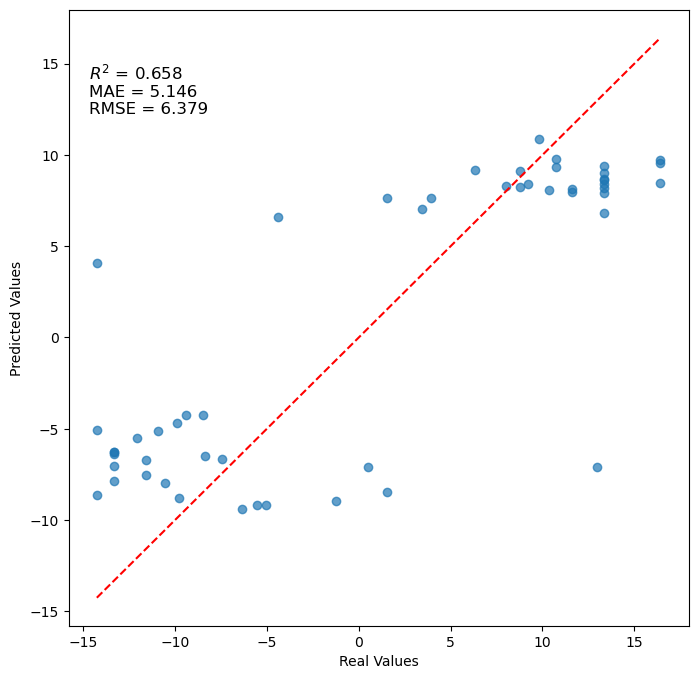 R² = 0.658
MAE = 5.146
RMSE = 6.379
15
10
5
0
−5
−10
−15
Predicted Values
−15 −10 −5 0 5 10 15
Real Values